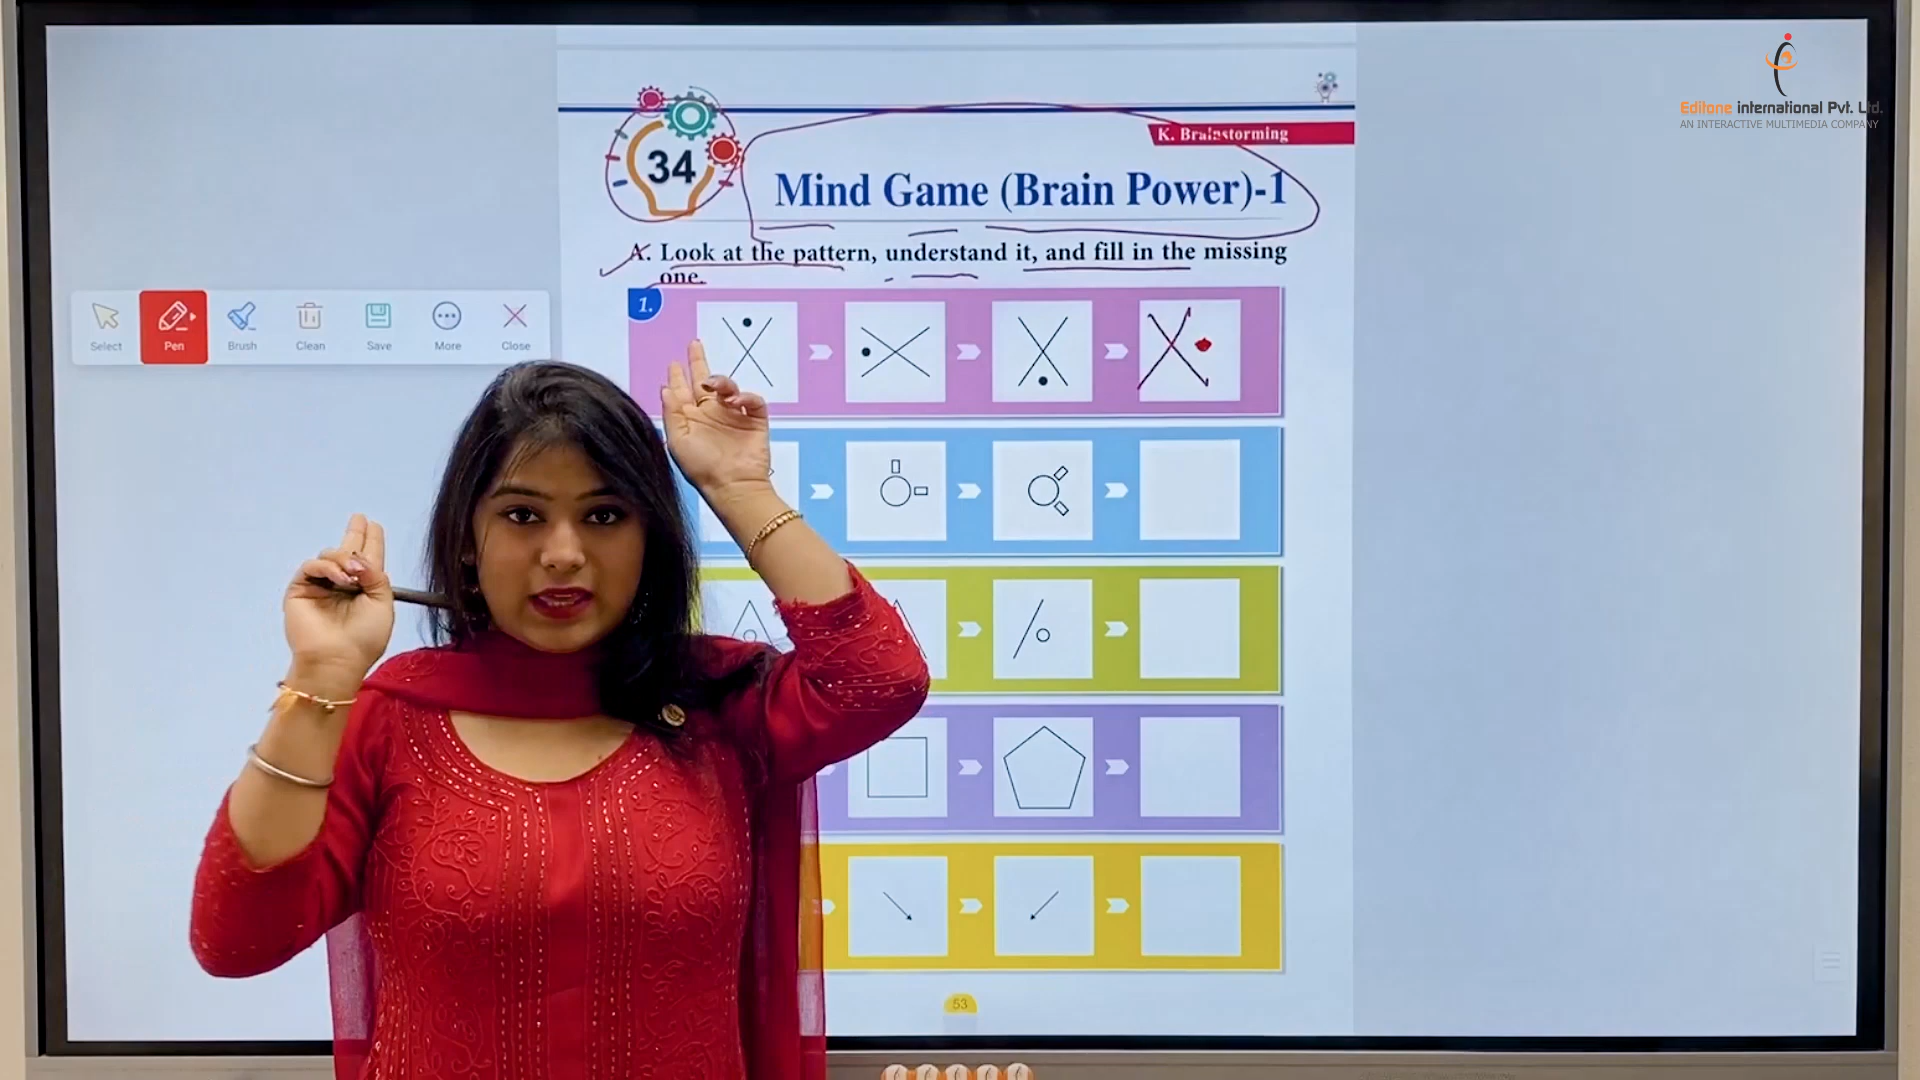 Editone international Pvt. Ltd.
AN INTERACTIVE MULTIMEDIA COMPANY
K. Brainstorming
34
Mind Game (Brain Power)-1
A. Look at the pattern, understand it, and fill in the missing
one.
Select
Pen
Brush
Clean
Save
More
Close
1.
53